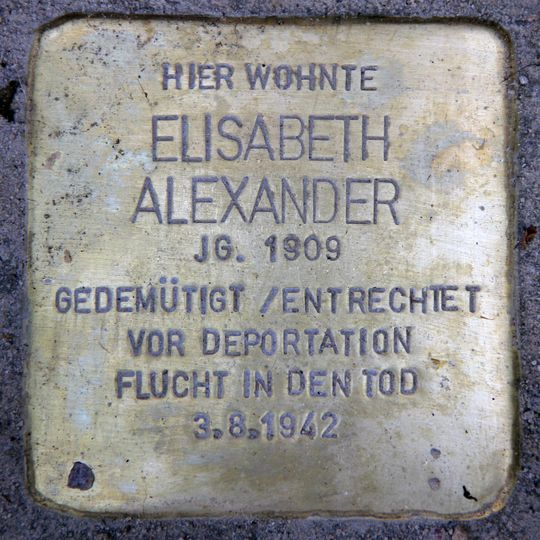 HIER WOHNTE
ELISABETH
ALEXANDER
JG. 1909
GEDEMÜTIGT / ENTRECHTET
VOR DEPORTATION
FLUCHT IN DEN TOD
3.8.1942